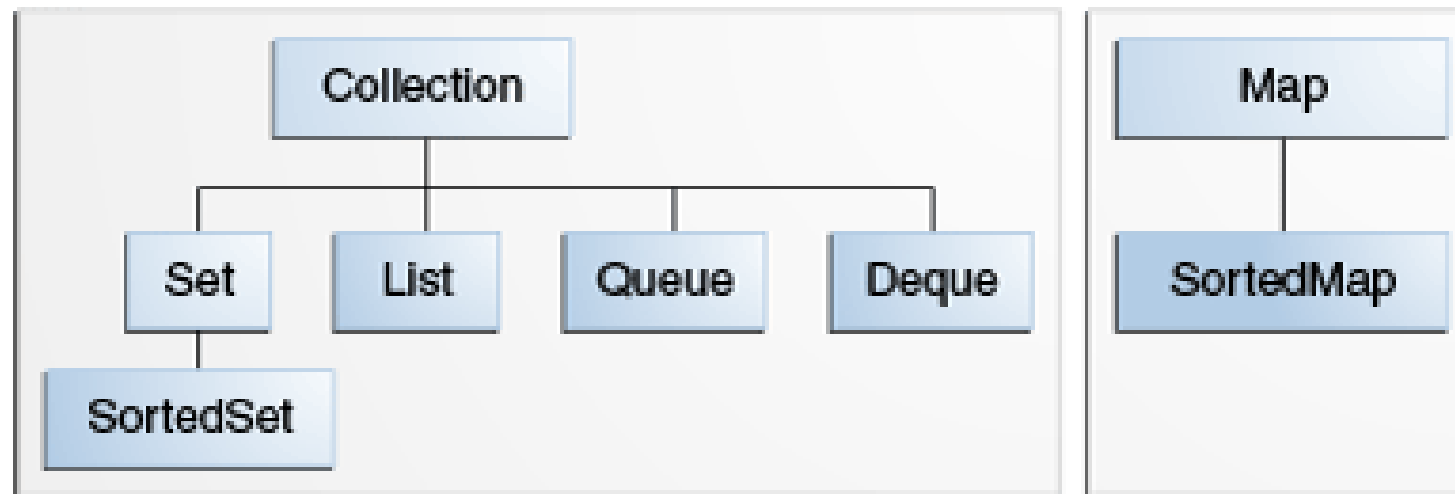 Collection
Map
Set
List
Queue
Deque
SortedMap
SortedSet